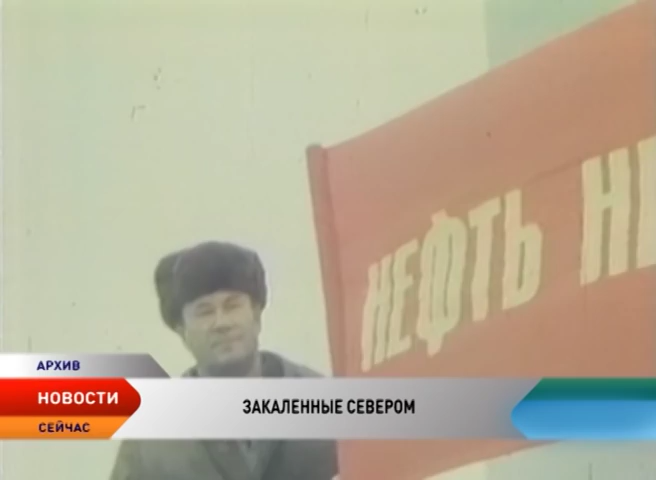 НЕФТЬ
АРХИВ
НОВОСТИ
СЕЙЧАС
ЗАКАЛЕННЫЕ СЕВЕРОМ